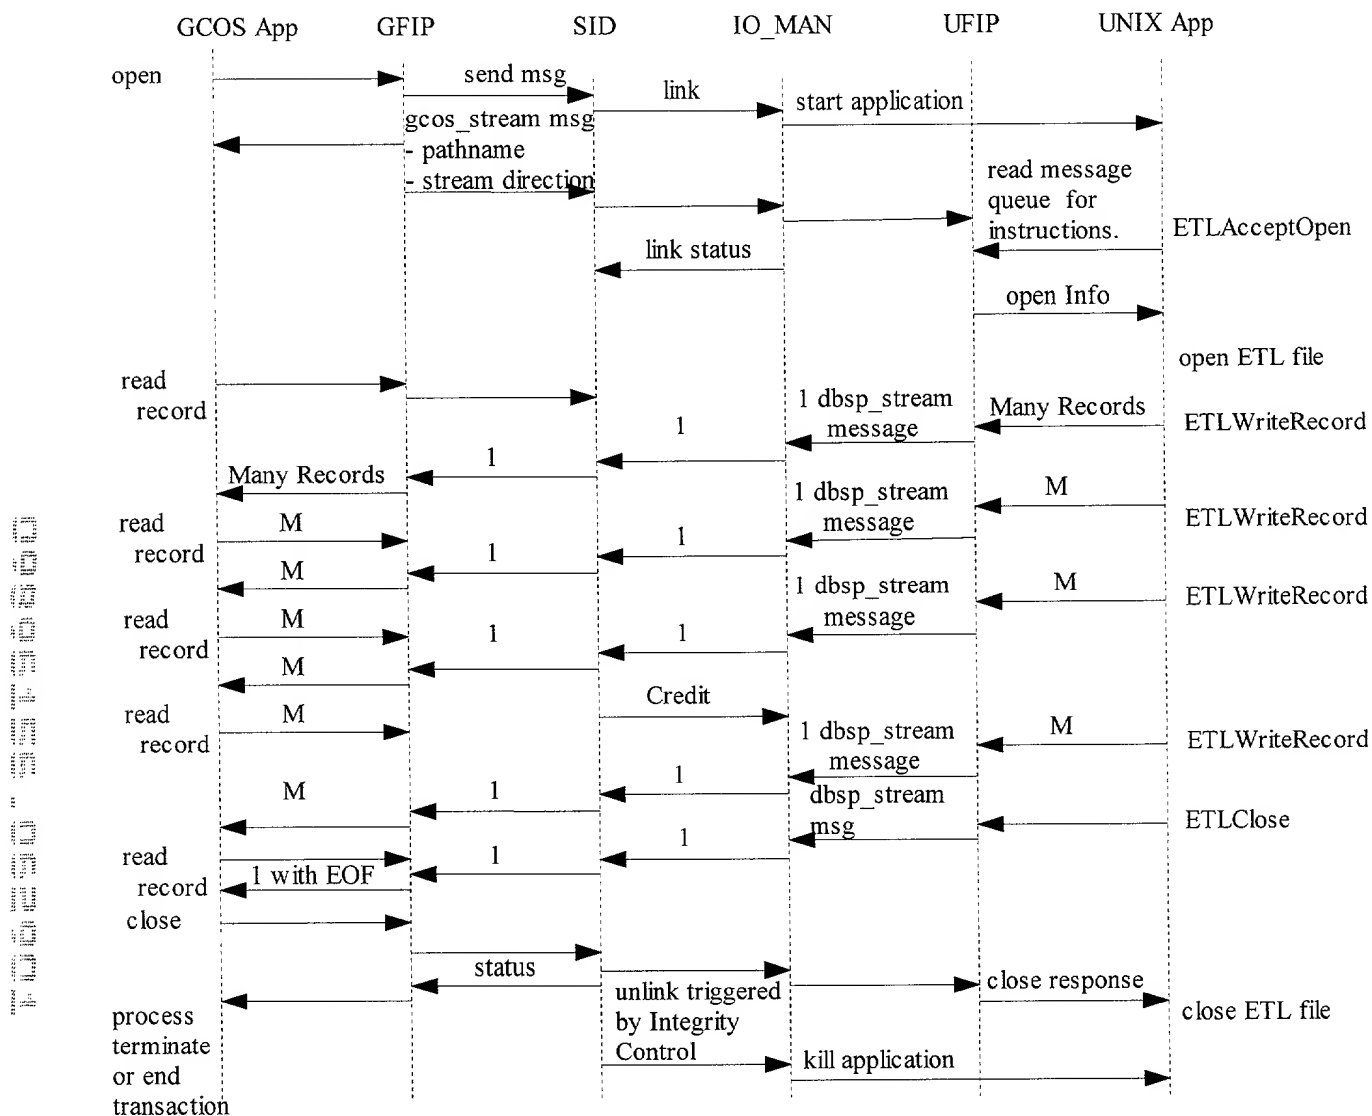 GCOS App GFIP SID IO_MAN UFIP UNIX App
open
send msg
link
start application
gcos_stream msg
- pathname
- stream direction
read message
queue for
instructions.
ETLAcceptOpen
link status
open Info
open ETL file
read
record
1 dbsp_stream
message
Many Records
ETLWriteRecord
1
1
Many Records
read
record
M
1 dbsp_stream
message
M
ETLWriteRecord
1
1
M
read
record
M
1 dbsp_stream
message
M
ETLWriteRecord
1
1
M
Credit
read
record
M
1 dbsp_stream
message
M
ETLWriteRecord
1
1
M
dbsp_stream
msg
ETLClose
1
1
read
record
1 with EOF
close
status
unlink triggered
by Integrity
Control
close response
close ETL file
process
terminate
or end
transaction
kill application